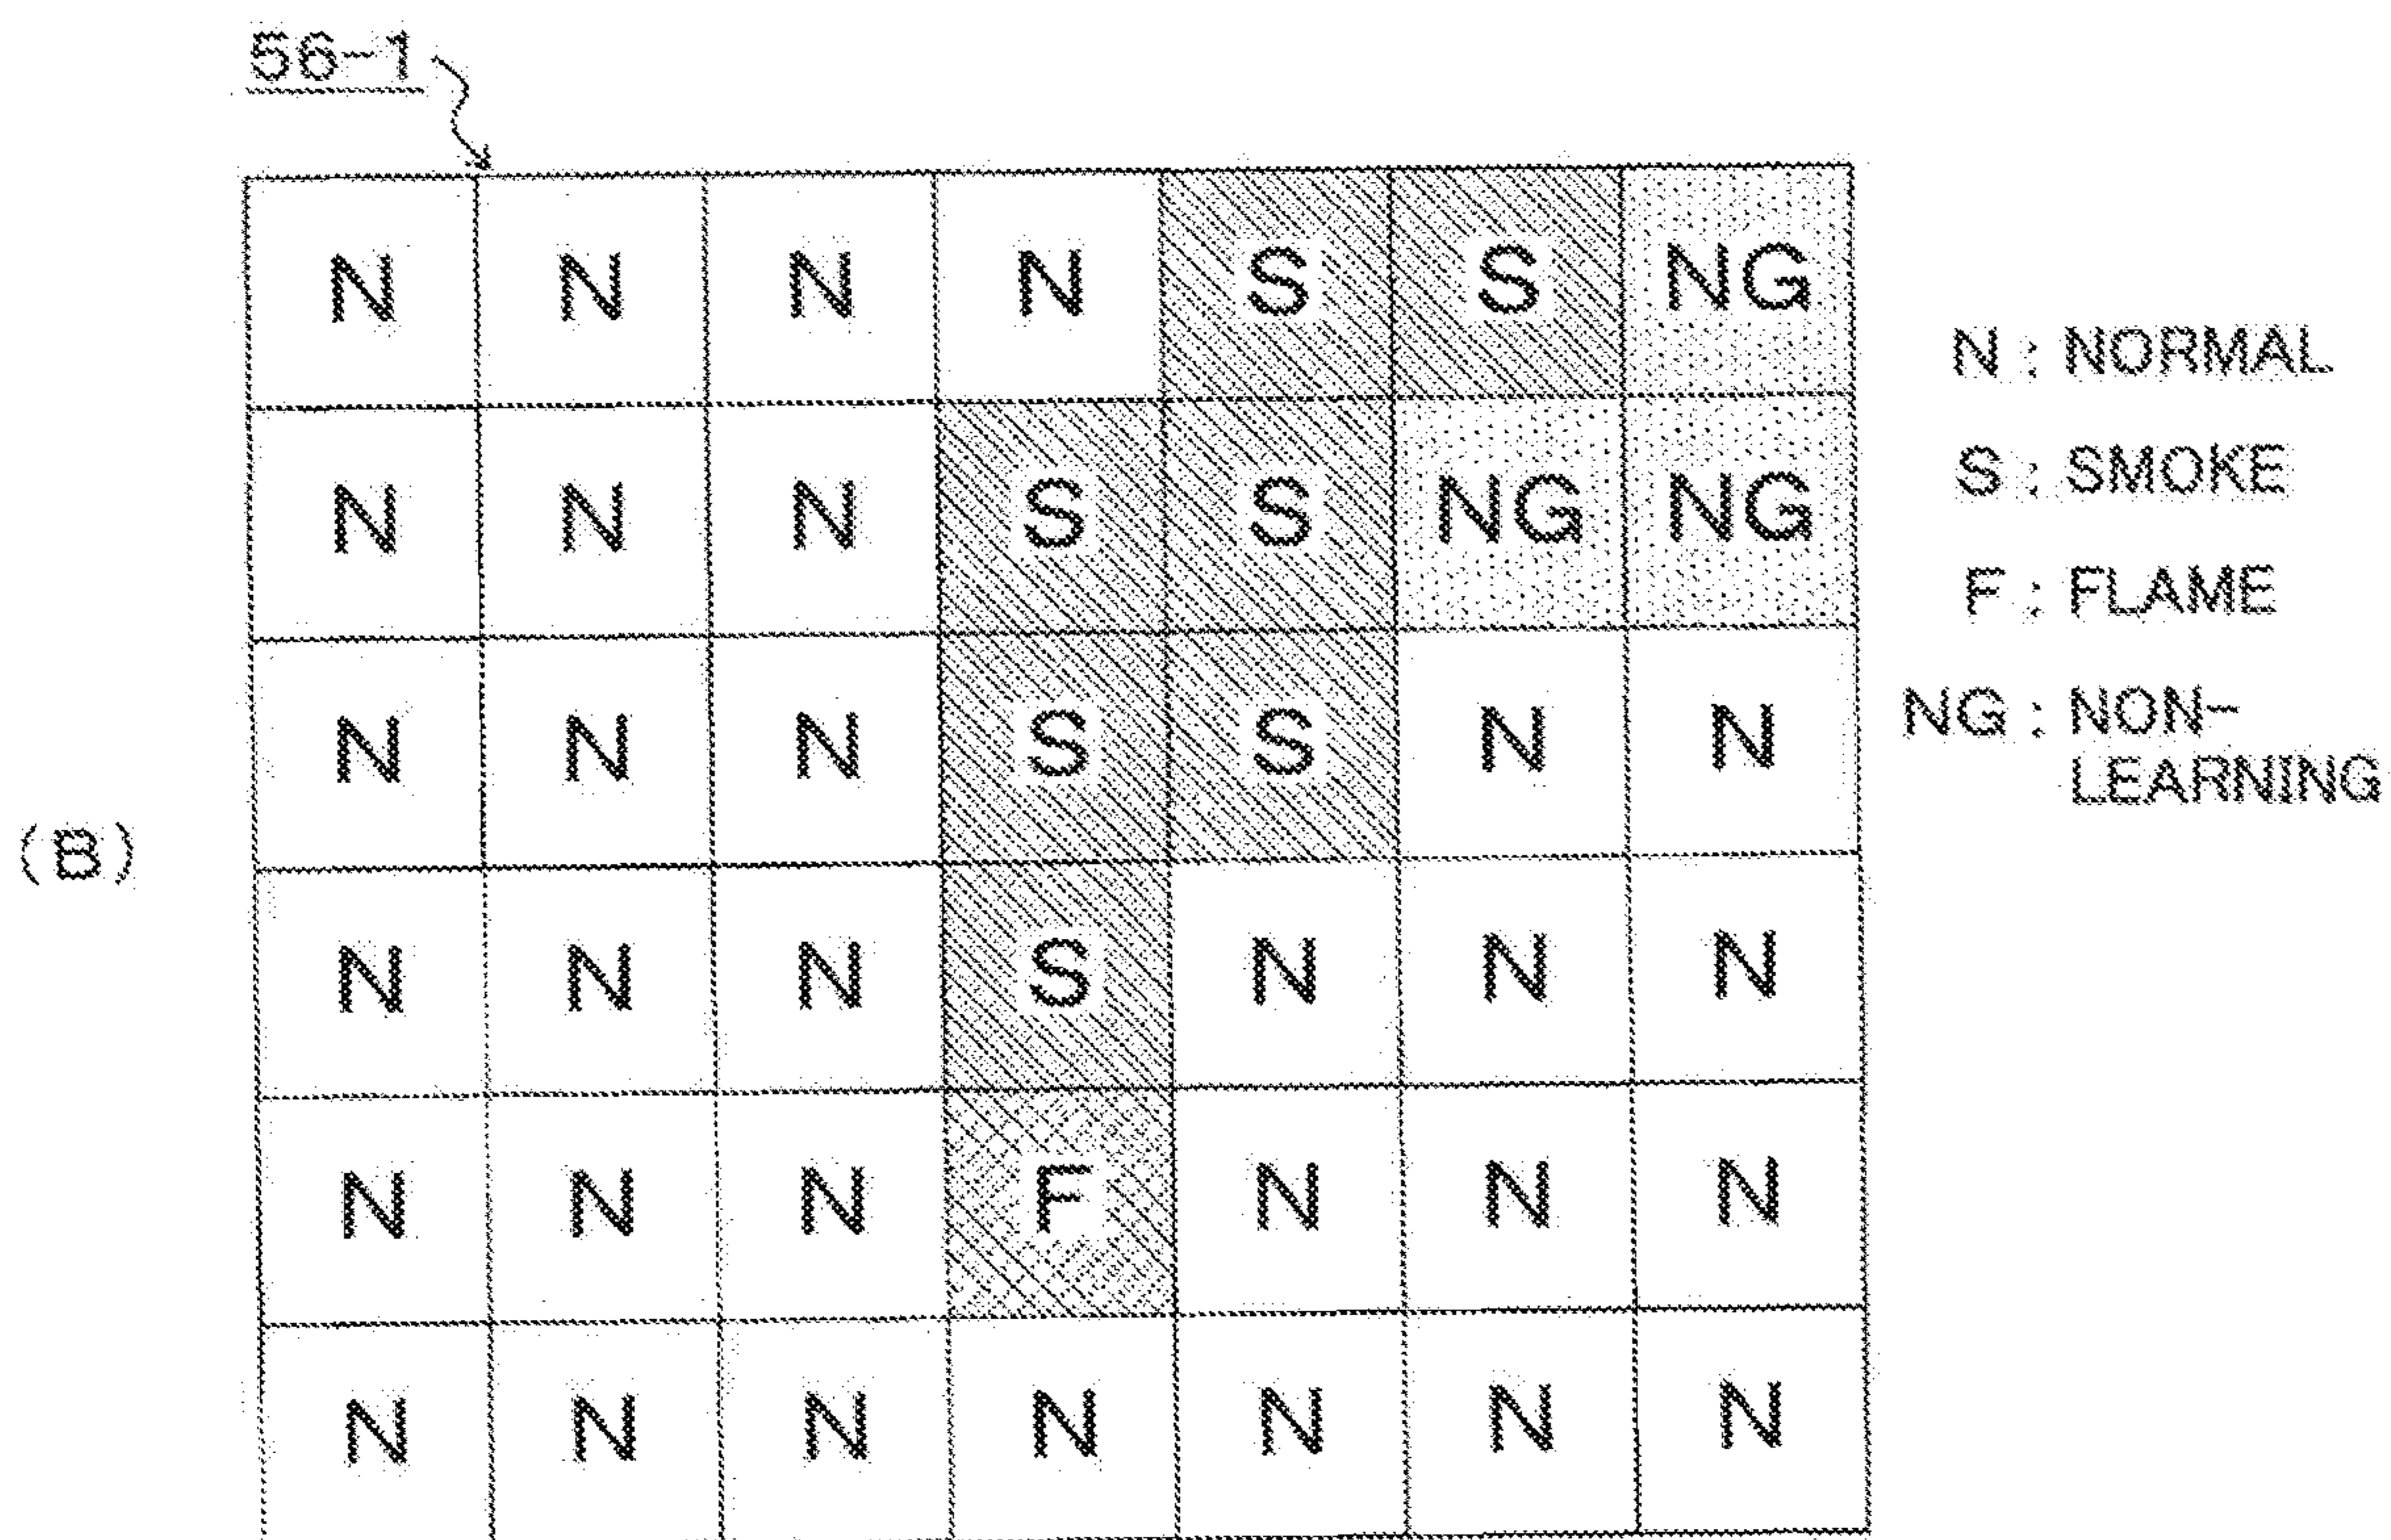 56-1
N N N N S S NG
N N N S S NG NG
N N N S S N N
N N N S N N N
N N N F N N N
N N N N N N N
N : NORMAL
S : SMOKE
F : FLAME
NG : NON-
LEARNING
(B)